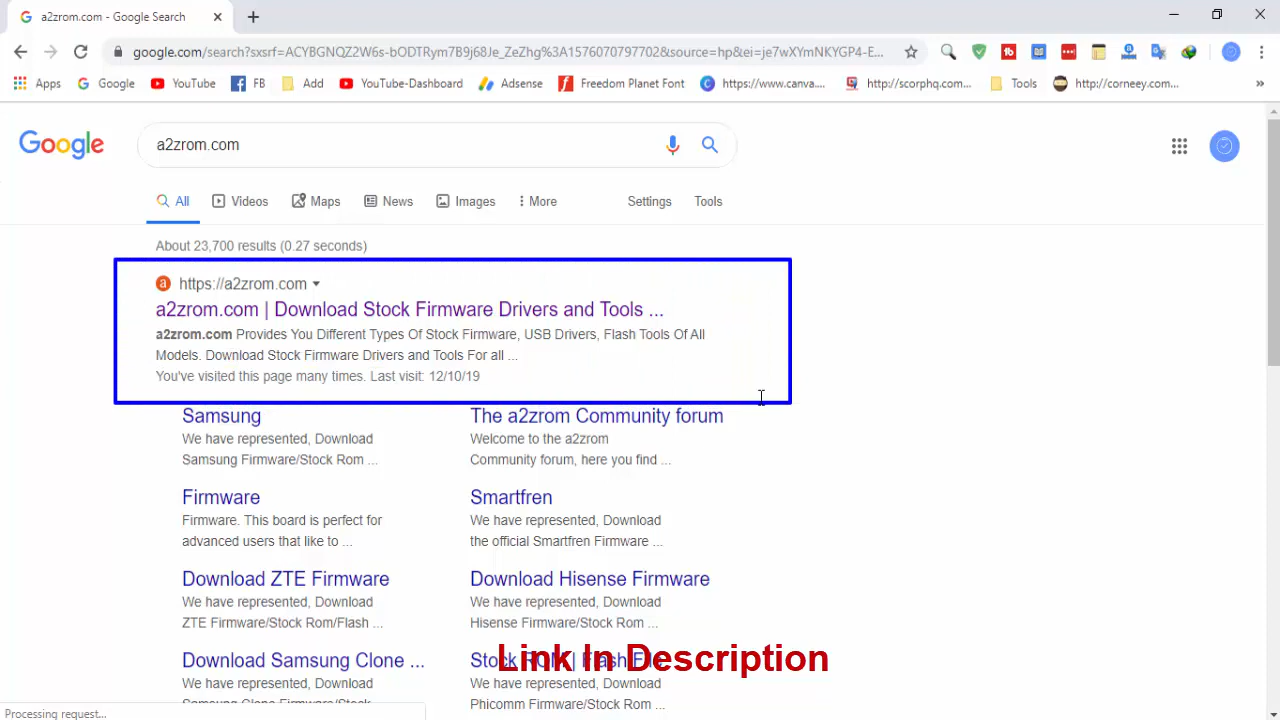 a2zrom.com - Google Search
google.com/search?sxsrf=ACYBGNQZ2W6s-bODTRym7B9j68Je_ZeZhg%3A1576070797702&source=hp&ei=je7wXYmNKYGP4-E...
Apps Google YouTube FB Add YouTube-Dashboard Adsense Freedom Planet Font https://www.canva... http://scorphq.com... Tools http://corneey.com... »
Google a2zrom.com
All Videos Maps News Images More Settings Tools
About 23,700 results (0.27 seconds)
a https://a2zrom.com
a2zrom.com | Download Stock Firmware Drivers and Tools ...
a2zrom.com Provides You Different Types Of Stock Firmware, USB Drivers, Flash Tools Of All
Models. Download Stock Firmware Drivers and Tools For all ...
You've visited this page many times. Last visit: 12/10/19
Samsung
We have represented, Download
Samsung Firmware/Stock Rom ...
The a2zrom Community forum
Welcome to the a2zrom
Community forum, here you find ...
Firmware
Firmware. This board is perfect for
advanced users that like to ...
Smartfren
We have represented, Download
the official Smartfren Firmware ...
Download ZTE Firmware
We have represented, Download
ZTE Firmware/Stock Rom/Flash ...
Download Hisense Firmware
We have represented, Download
Hisense Firmware/Stock Rom ...
Download Samsung Clone ...
We have represented, Download
Samsung Clone Firmware/Stock
Stock ROM | Flash File
We have represented, Download
Phicomm Firmware/Stock Rom ...
Link In Description
Processing request...